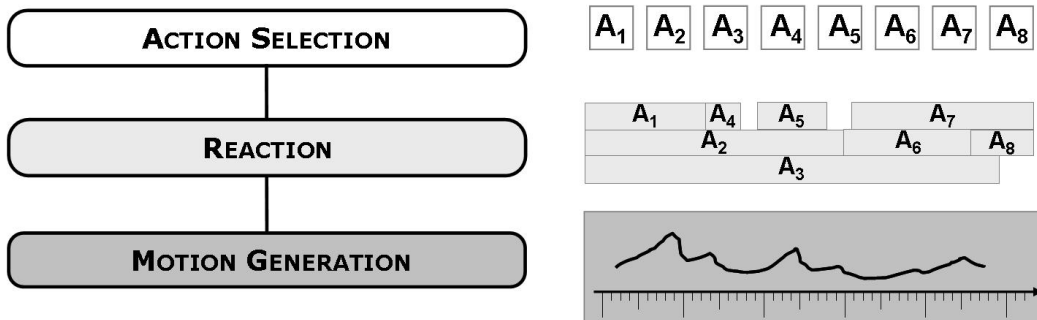 ACTION SELECTION
A1 A2 A3 A4 A5 A6 A7 A8
REACTION
A1 A4 A5 A7
A2 A6 A8
A3
MOTION GENERATION